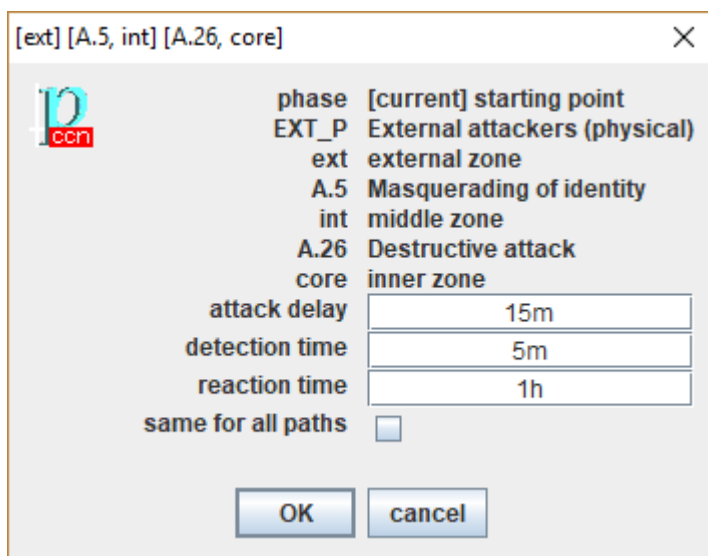 [ext] [A.5, int] [A.26, core]
phase [current] starting point
EXT_P External attackers (physical)
ext external zone
A.5 Masquerading of identity
int middle zone
A.26 Destructive attack
core inner zone
attack delay 15m
detection time 5m
reaction time 1h
same for all paths
OK cancel
p
ccn